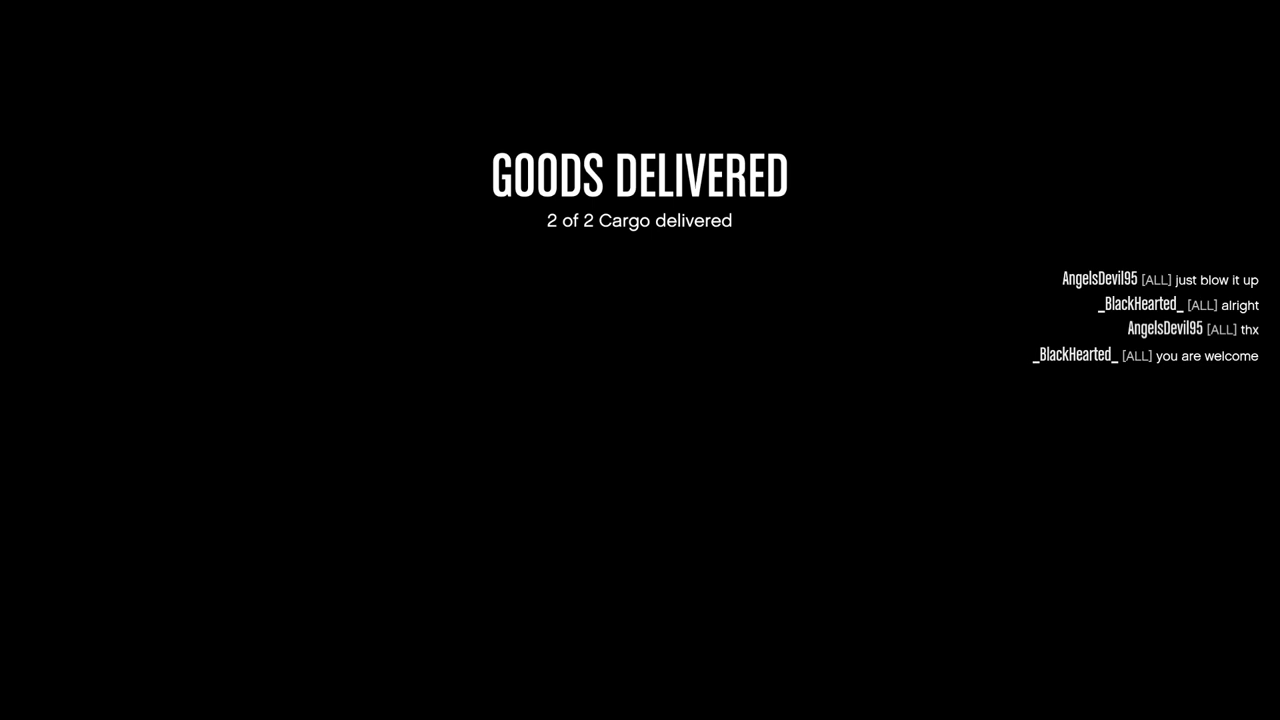 GOODS DELIVERED
2 of 2 Cargo delivered
AngelsDevil95 [ALL] just blow it up
_BlackHearted_ [ALL] alright
AngelsDevil95 [ALL] thx
_BlackHearted_ [ALL] you are welcome